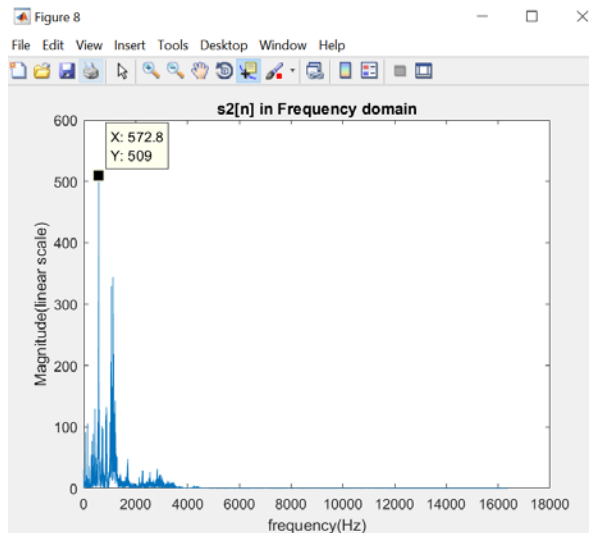 Figure 8
File Edit View Insert Tools Desktop Window Help
s2[n] in Frequency domain
600
X: 572.8
Y: 509
500
400
300
200
100
0
Magnitude(linear scale)
0 2000 4000 6000 8000 10000 12000 14000 16000 18000
frequency(Hz)